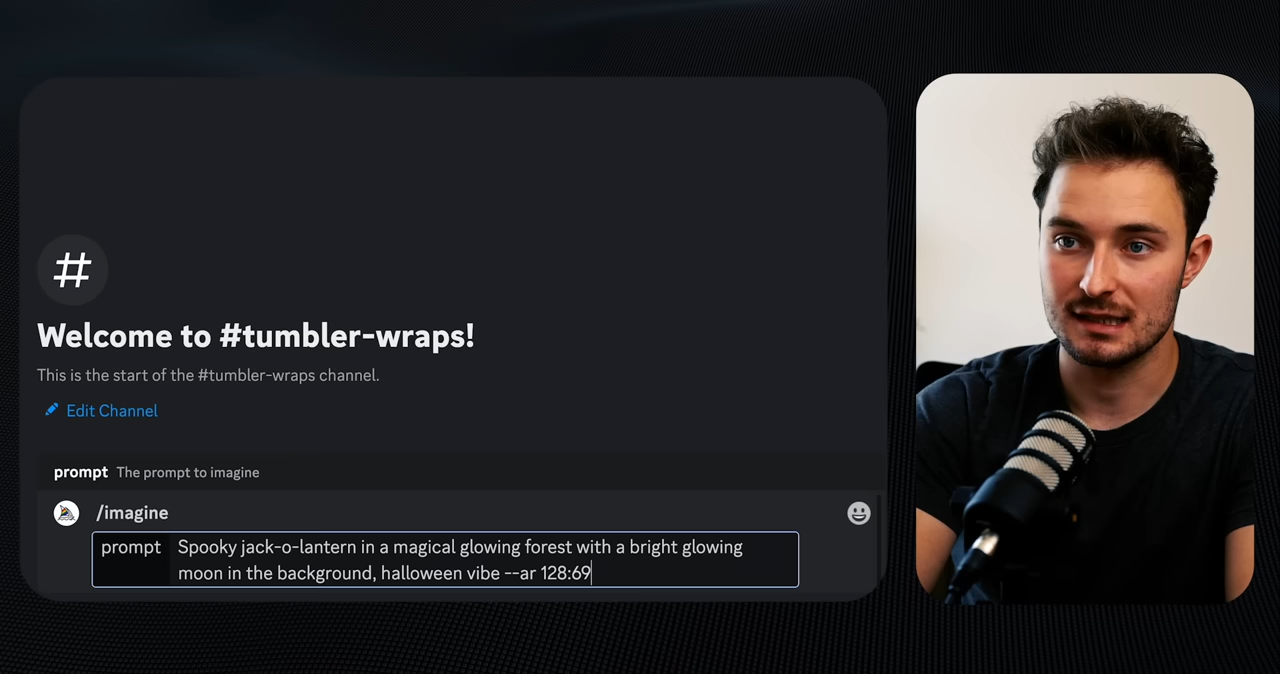 #
Welcome to #tumbler-wraps!
This is the start of the #tumbler-wraps channel.
Edit Channel
prompt The prompt to imagine
/imagine
prompt Spooky jack-o-lantern in a magical glowing forest with a bright glowing
moon in the background, halloween vibe --ar 128:69